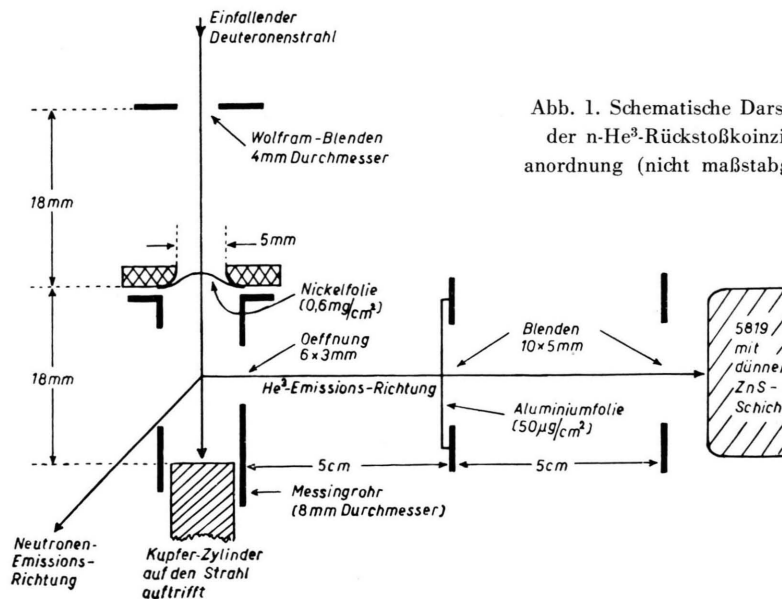 Einfallender
Deuteronenstrahl
Abb. 1. Schematische Dars
der n-He³-Rückstoßkoinzi
anordnung (nicht maßstabg
Wolfram-Blenden
4mm Durchmesser
18mm
5mm
Nickelfolie
(0,6mg/cm²)
Oeffnung
6×3mm
Blenden
10×5mm
5819
mit
dünne
ZnS-
Schich
18mm
He³-Emissions-Richtung
Aluminiumfolie
(50µg/cm²)
5cm
5cm
Messingrohr
(8mm Durchmesser)
Neutronen-
Emissions-
Richtung
Kupfer-Zylinder
auf den Strahl
auftrifft